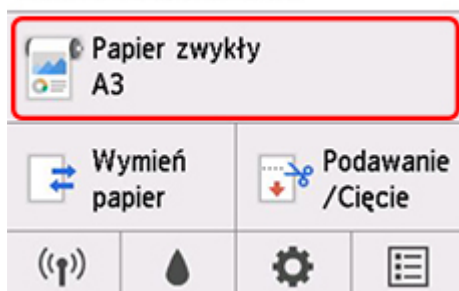 Papier zwykły
A3
Wymień
papier
Podawanie
/Cięcie